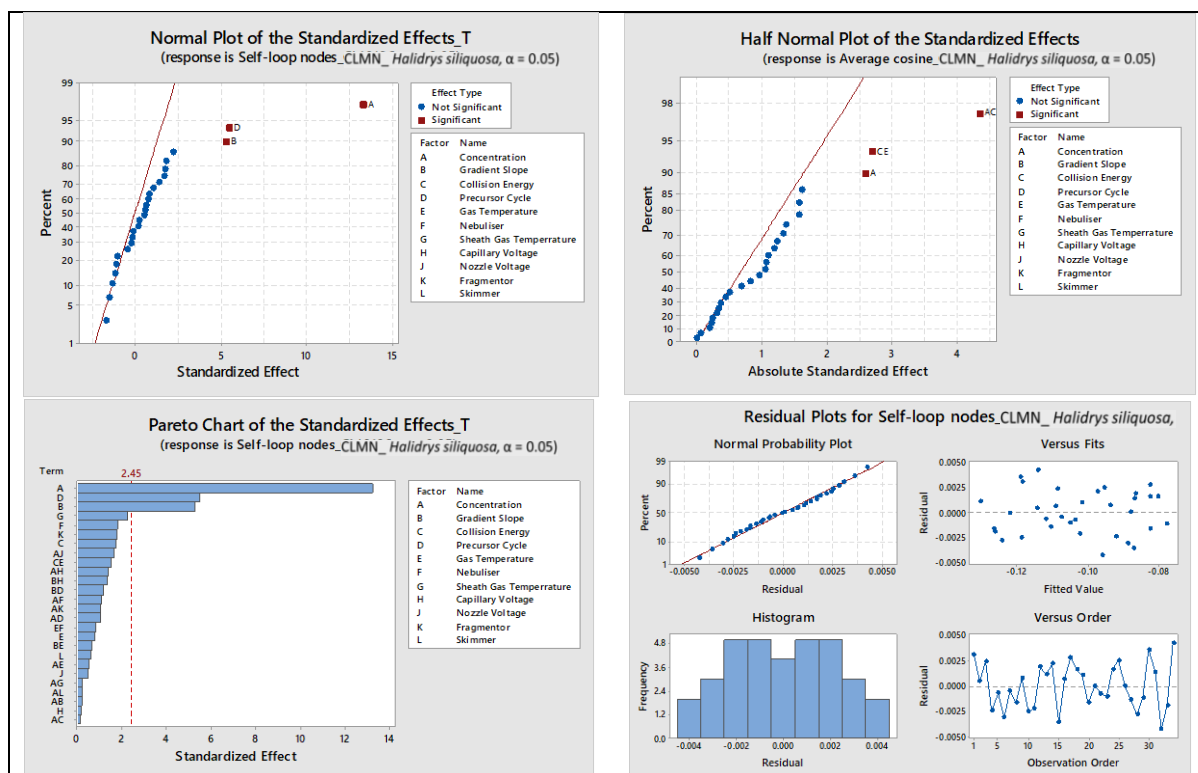 Normal Plot of the Standardized Effects_T
(response is Self-loop nodes_CLMN_ Halidrys siliquosa, α = 0.05)
99
95
90
80
70
60
50
40
30
20
10
5
1
Percent
A
D
B
0
5
10
15
Standardized Effect
Effect Type
Not Significant
Significant
Factor Name
A Concentration
B Gradient Slope
C Collision Energy
D Precursor Cycle
E Gas Temperature
F Nebuliser
G Sheath Gas Temperrature
H Capillary Voltage
J Nozzle Voltage
K Fragmentor
L Skimmer
Half Normal Plot of the Standardized Effects
(response is Average cosine_CLMN_ Halidrys siliquosa, α = 0.05)
98
95
90
85
80
70
60
50
40
30
20
10
0
Percent
AC
CE
A
0
1
2
3
4
Absolute Standardized Effect
Effect Type
Not Significant
Significant
Factor Name
A Concentration
B Gradient Slope
C Collision Energy
D Precursor Cycle
E Gas Temperature
F Nebuliser
G Sheath Gas Temperrature
H Capillary Voltage
J Nozzle Voltage
K Fragmentor
L Skimmer
Pareto Chart of the Standardized Effects_T
(response is Self-loop nodes_CLMN_ Halidrys siliquosa, α = 0.05)
Term
2.45
A
D
B
G
F
K
C
AJ
CE
AH
BH
BD
AF
AK
AD
EF
E
BE
L
AE
J
AG
AL
AB
H
AC
0
2
4
6
8
10
12
14
Standardized Effect
Factor Name
A Concentration
B Gradient Slope
C Collision Energy
D Precursor Cycle
E Gas Temperature
F Nebuliser
G Sheath Gas Temperrature
H Capillary Voltage
J Nozzle Voltage
K Fragmentor
L Skimmer
Residual Plots for Self-loop nodes_CLMN_ Halidrys siliquosa,
Normal Probability Plot
99
90
50
10
1
Percent
-0.0050
-0.0025
0.0000
0.0025
0.0050
Residual
Versus Fits
0.0050
0.0025
0.0000
-0.0025
-0.0050
Residual
-0.12
-0.10
-0.08
Fitted Value
Histogram
4.8
3.6
2.4
1.2
0.0
Frequency
-0.004
-0.002
0.000
0.002
0.004
Residual
Versus Order
0.0050
0.0025
0.0000
-0.0025
-0.0050
Residual
1
5
10
15
20
25
30
Observation Order